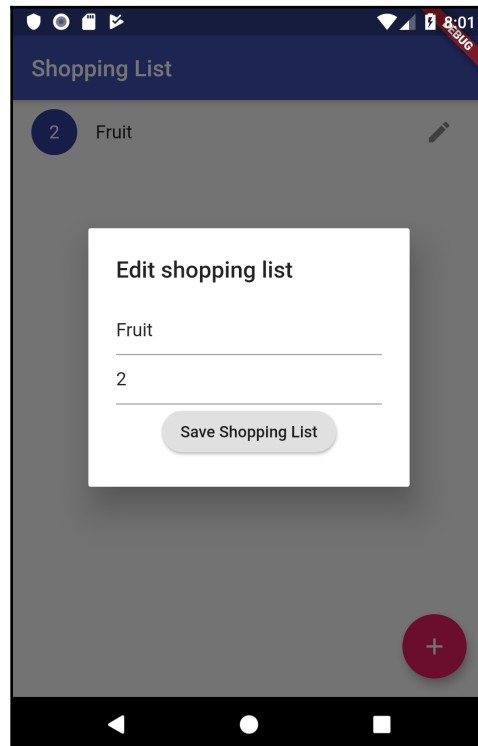 8:01
DEBUG
Shopping List
2 Fruit
Edit shopping list
Fruit
2
Save Shopping List
+